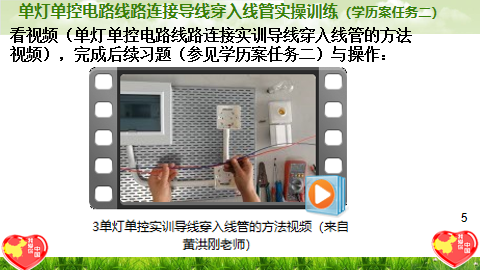 单灯单控电路线路连接导线穿入线管实操训练（学历案任务二）
看视频（单灯单控电路线路连接实训导线穿入线管的方法
视频），完成后续习题（参见学历案任务二）与操作：
3单灯单控实训导线穿入线管的方法视频（来自
黄洪刚老师）
5